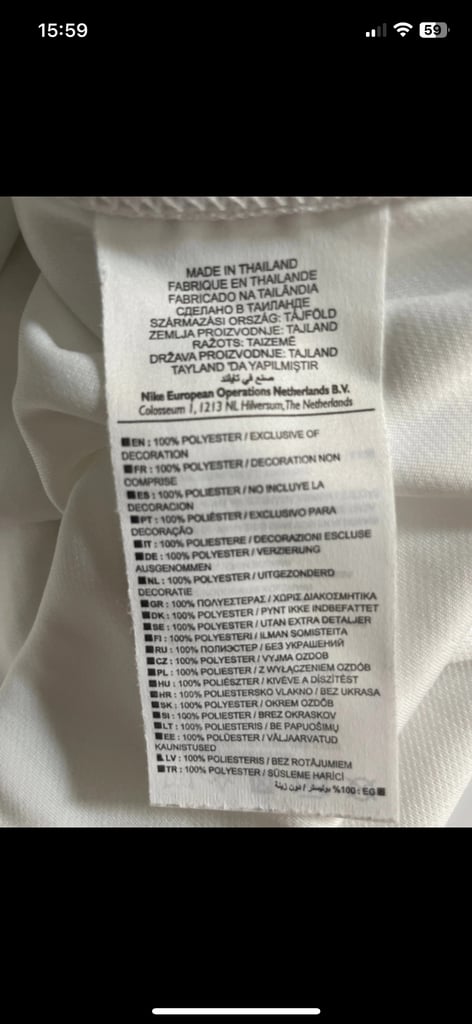 15:59
59
MADE IN THAILAND
FABRIQUE EN THAILANDE
FABRICADO NA TAILÂNDIA
СДЕЛАНО В ТАИЛАНДЕ
SZÁRMAZÁSI ORSZÁG: TÁJFÖLD
ZEMLJA PROIZVODNJE: TAJLAND
RAŽOTS: TAIZEMĒ
DRŽAVA PROIZVODNJE: TAJLAND
TAYLAND 'DA YAPILMIŞTIR
صنع في تايلند
Nike European Operations Netherlands B.V.
Colosseum 1, 1213 NL Hilversum, The Netherlands
EN : 100% POLYESTER / EXCLUSIVE OF
DECORATION
FR : 100% POLYESTER / DECORATION NON
COMPRISE
ES : 100% POLIESTER / NO INCLUYE LA
DECORACION
PT : 100% POLIÉSTER / EXCLUSIVO PARA
DECORAÇÃO
IT : 100% POLIESTERE / DECORAZIONI ESCLUSE
DE : 100% POLYESTER / VERZIERUNG
AUSGENOMMEN
NL : 100% POLYESTER / UITGEZONDERD
DECORATIE
GR : 100% ΠΟΛΥΕΣΤΕΡΑΣ / ΧΩΡΙΣ ΔΙΑΚΟΣΜΗΤΙΚΑ
DK : 100% POLYESTER / PYNT IKKE INDBEFATTET
SE : 100% POLYESTER / UTAN EXTRA DETALJER
FI : 100% POLYESTERI / ILMAN SOMISTEITA
RU : 100% ПОЛИЭСТЕР / БЕЗ УКРАШЕНИЙ
CZ : 100% POLYESTER / VYJMA OZDOB
PL : 100% POLIESTER / Z WYŁĄCZENIEM OZDÓB
HU : 100% POLIÉSZTER / KIVÉVE A DÍSZÍTÉST
HR : 100% POLIESTERSKO VLAKNO / BEZ UKRASA
SK : 100% POLYESTER / OKREM OZDÔB
SI : 100% POLIESTER / BREZ OKRASKOV
LT : 100% POLIESTERIS / BE PAPUOŠIMŲ
EE : 100% POLÜESTER / VÄLJAARVATUD
KAUNISTUSED
LV : 100% POLIESTERIS / BEZ ROTĀJUMIEM
TR : 100% POLYESTER / SÜSLEME HARİCİ
EG : 100% بوليستر / دون زينة